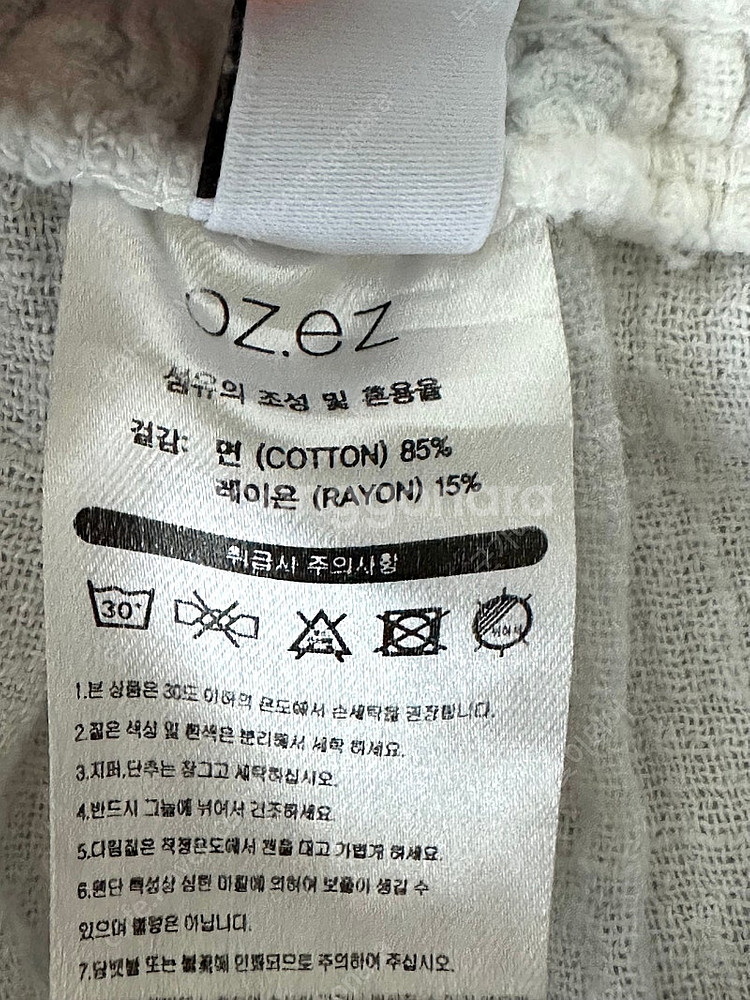 oz.ez
섬유의 조성 및 혼용율
겉감: 면 (COTTON) 85%
레이온 (RAYON) 15%
취급시 주의사항
30°
뉘어서
1.본 상품은 30도 이하의 온도에서 손세탁을 권장합니다.
2.짙은 색상 및 흰색은 분리해서 세탁 하세요.
3.지퍼,단추는 잠그고 세탁하십시오.
4.반드시 그늘에 뉘어서 건조하세요
5.다림질은 적정온도에서 천을 대고 가볍게 하세요.
6.원단 특성상 심한 마찰에 의하여 보풀이 생길 수
있으며 불량은 아닙니다.
7.담뱃불 또는 불꽃에 인화되므로 주의하여 주십시오.